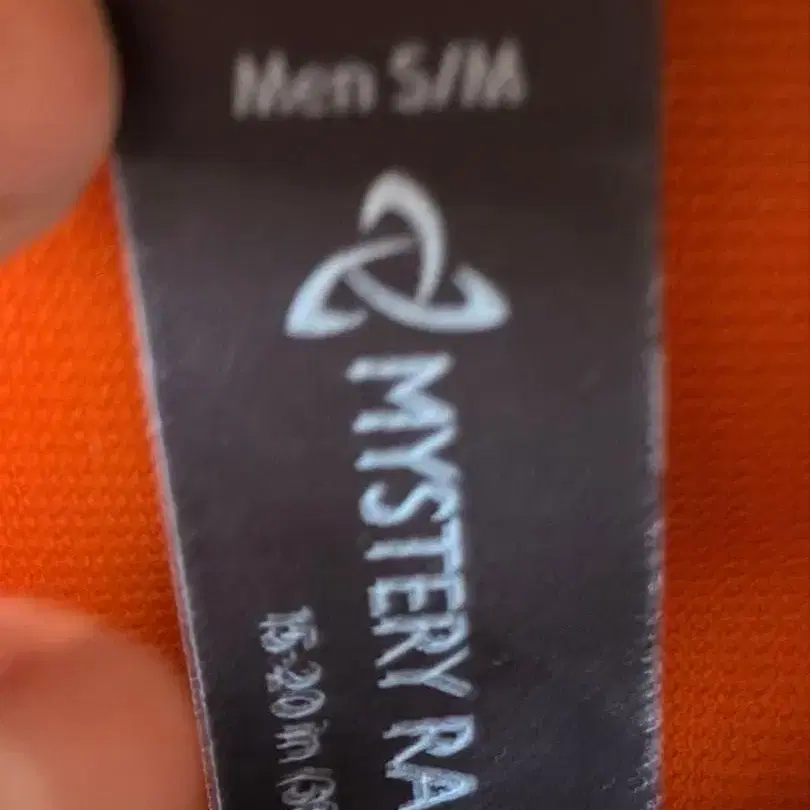 Men S/M
MYSTERY RA
15-20 in